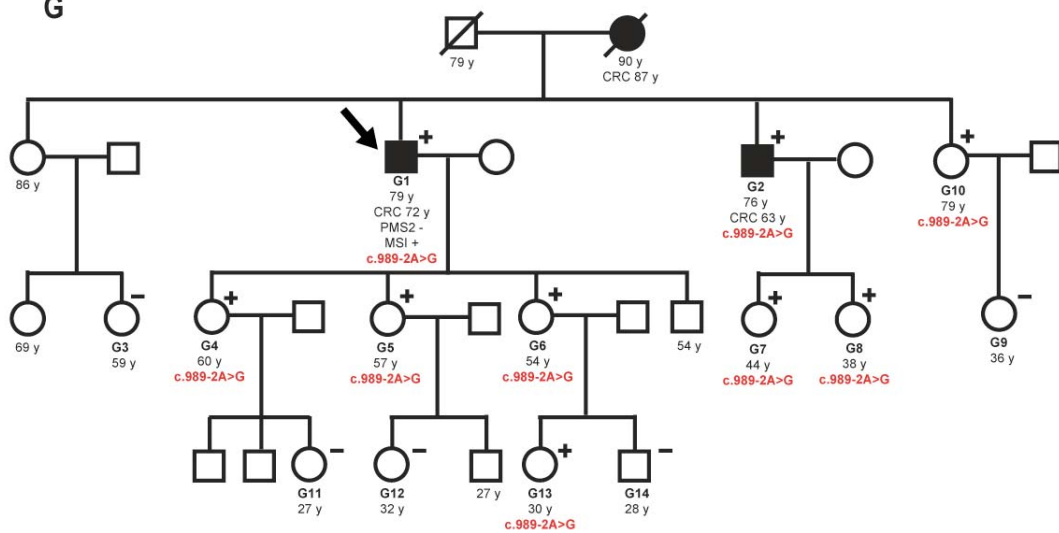 G
79 y
90 y
CRC 87 y
+
+
+
86 y
G1
79 y
CRC 72 y
PMS2 -
MSI +
c.989-2A>G
G2
76 y
CRC 63 y
c.989-2A>G
G10
79 y
c.989-2A>G
69 y
–
G3
59 y
+
G4
60 y
c.989-2A>G
+
G5
57 y
c.989-2A>G
+
G6
54 y
c.989-2A>G
54 y
+
G7
44 y
c.989-2A>G
+
G8
38 y
c.989-2A>G
–
G9
36 y
–
G11
27 y
–
G12
32 y
27 y
+
G13
30 y
c.989-2A>G
–
G14
28 y